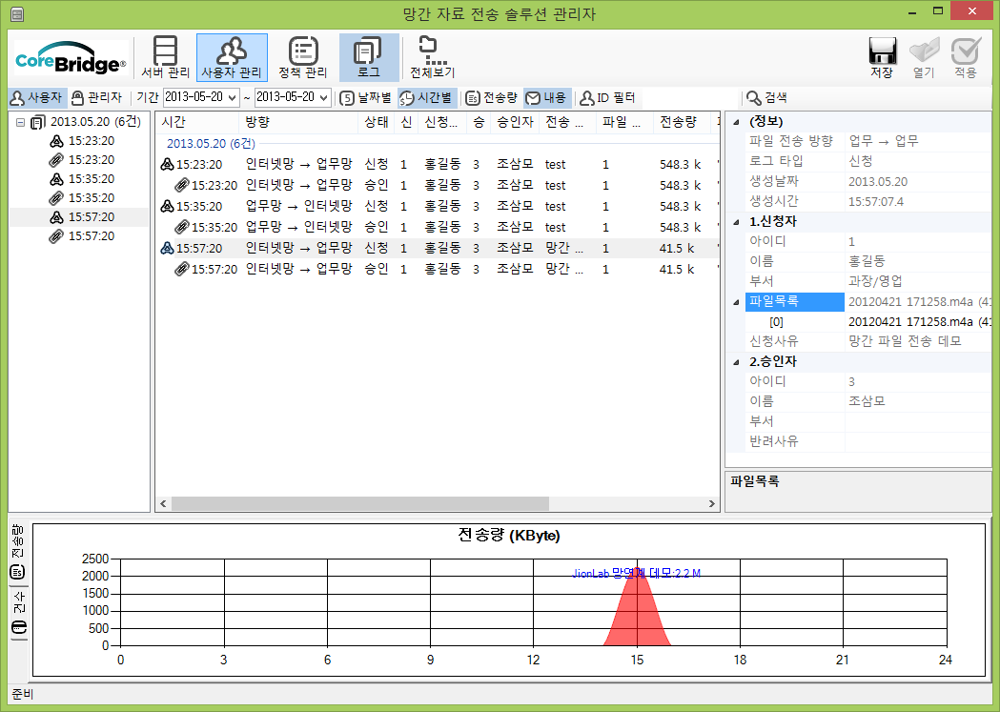 망간 자료 전송 솔루션 관리자
CoreBridge®
서버 관리 사용자 관리 정책 관리 로그 전체보기 저장 열기 적용
사용자 관리자 기간 2013-05-20 ~ 2013-05-20 날짜별 시간별 전송량 내용 ID 필터 검색
2013.05.20 (6건)
15:23:20
15:23:20
15:35:20
15:35:20
15:57:20
15:57:20
시간 방향 상태 신 신청... 승 승인자 전송 ... 파일 ... 전송량
2013.05.20 (6건)
15:23:20 인터넷망 → 업무망 신청 1 홍길동 3 조삼모 test 1 548.3 k
15:23:20 인터넷망 → 업무망 승인 1 홍길동 3 조삼모 test 1 548.3 k
15:35:20 업무망 → 인터넷망 신청 1 홍길동 3 조삼모 test 1 548.3 k
15:35:20 업무망 → 인터넷망 승인 1 홍길동 3 조삼모 test 1 548.3 k
15:57:20 인터넷망 → 업무망 신청 1 홍길동 3 조삼모 망간 ... 1 41.5 k
15:57:20 인터넷망 → 업무망 승인 1 홍길동 3 조삼모 망간 ... 1 41.5 k
(정보)
파일 전송 방향 업무 → 업무
로그 타입 신청
생성날짜 2013.05.20
생성시간 15:57:07.4
1.신청자
아이디 1
이름 홍길동
부서 과장/영업
파일목록 20120421 171258.m4a (41
[0] 20120421 171258.m4a (41
신청사유 망간 파일 전송 데모
2.승인자
아이디 3
이름 조삼모
부서
반려사유
파일목록
전송량
건수
전송량 (KByte)
JionLab 망연계 데모:2.2 M
2500
2000
1500
1000
500
0
0 3 6 9 12 15 18 21 24
준비